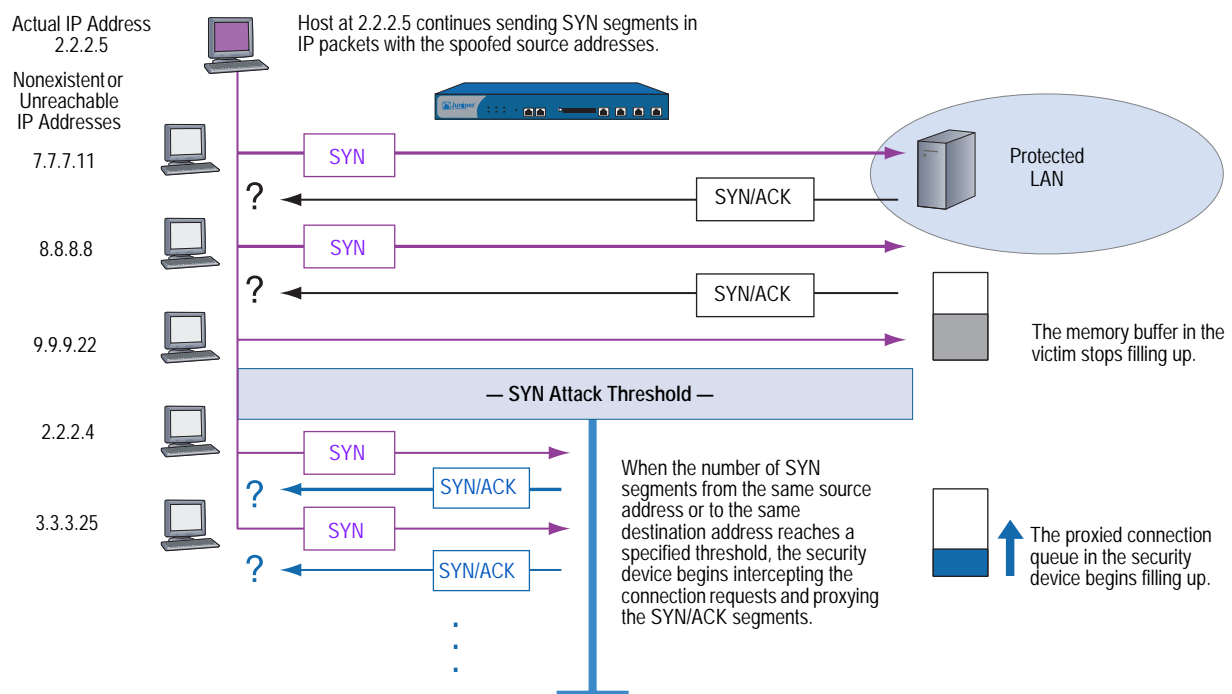 Actual IP Address
2.2.2.5
Host at 2.2.2.5 continues sending SYN segments in
IP packets with the spoofed source addresses.
Nonexistent or
Unreachable
IP Addresses
Juniper
7.7.7.11
SYN
Protected
LAN
?
SYN/ACK
8.8.8.8
SYN
?
SYN/ACK
9.9.9.22
The memory buffer in the
victim stops filling up.
— SYN Attack Threshold —
2.2.2.4
SYN
?
SYN/ACK
When the number of SYN
segments from the same source
address or to the same
destination address reaches a
specified threshold, the security
device begins intercepting the
connection requests and proxying
the SYN/ACK segments.
3.3.3.25
SYN
?
SYN/ACK
The proxied connection
queue in the security
device begins filling up.